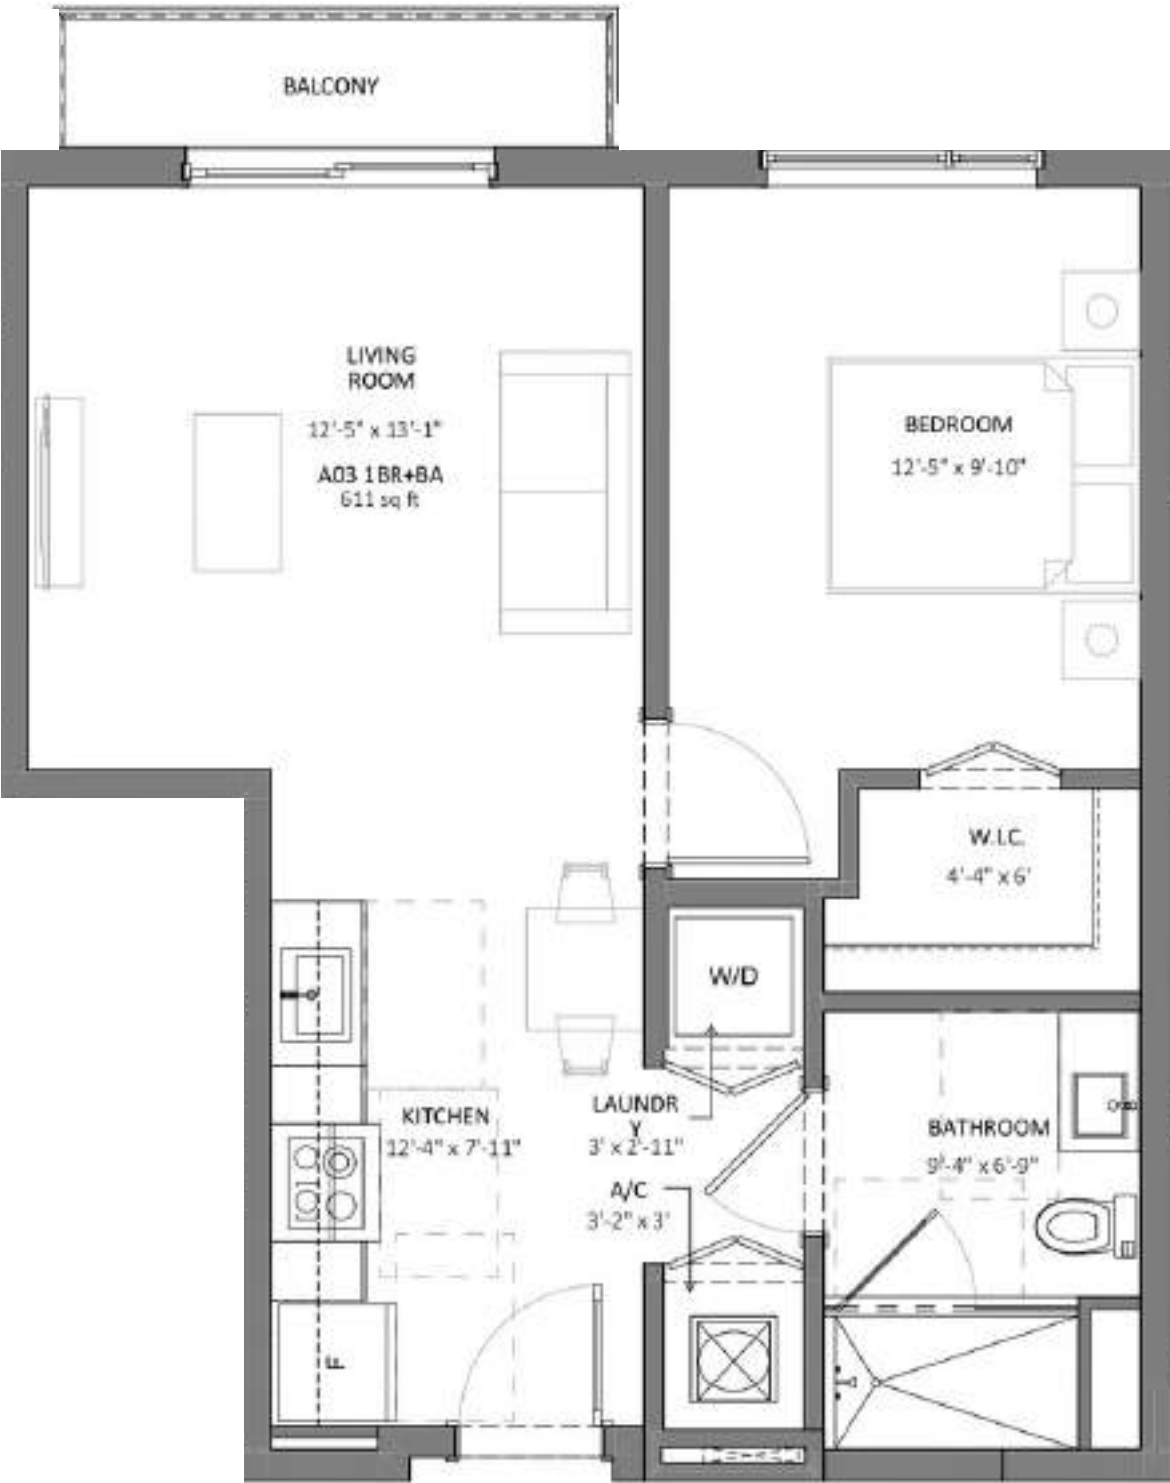 BALCONY
LIVING
ROOM
12'-5" x 13'-1"
A03 1BR+BA
611 sq ft
BEDROOM
12'-5" x 9'-10"
W.I.C.
4'-4" x 6'
W/D
KITCHEN
12'-4" x 7'-11"
LAUNDR
Y
3' x 2'-11"
A/C
3'-2" x 3'
BATHROOM
9'-4" x 6'-9"
F